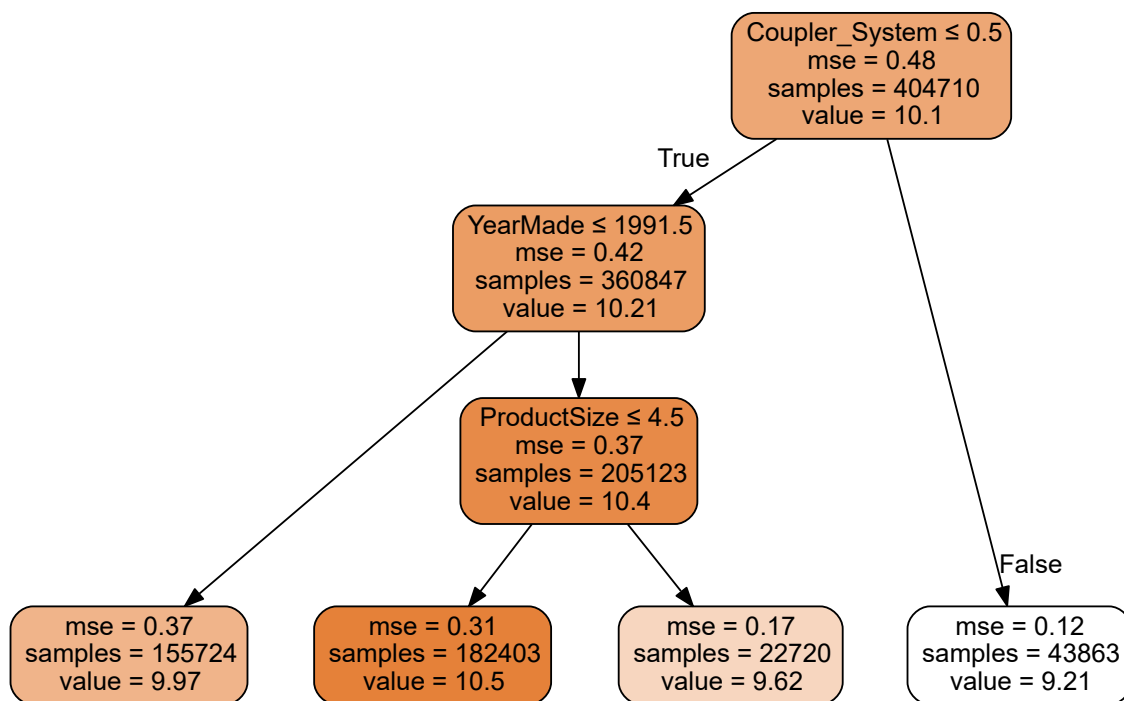 Coupler_System ≤ 0.5
mse = 0.48
samples = 404710
value = 10.1
True
YearMade ≤ 1991.5
mse = 0.42
samples = 360847
value = 10.21
ProductSize ≤ 4.5
mse = 0.37
samples = 205123
value = 10.4
False
mse = 0.37
samples = 155724
value = 9.97
mse = 0.31
samples = 182403
value = 10.5
mse = 0.17
samples = 22720
value = 9.62
mse = 0.12
samples = 43863
value = 9.21